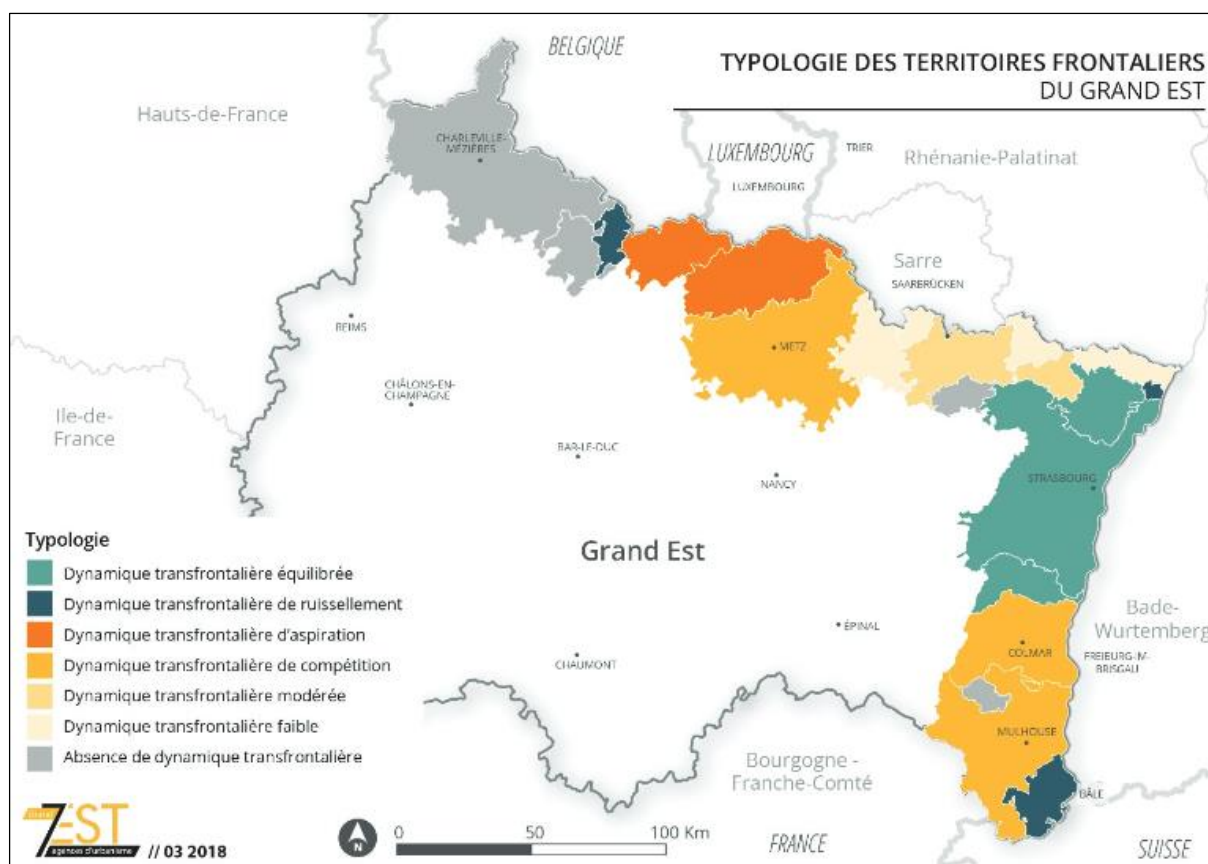 TYPOLOGIE DES TERRITOIRES FRONTALIERS
DU GRAND EST
BELGIQUE
Hauts-de-France
CHARLEVILLE-
MÉZIÈRES
LUXEMBOURG
TRIER
Rhénanie-Palatinat
LUXEMBOURG
Sarre
SAARBRÜCKEN
REIMS
METZ
CHÂLONS-EN-
CHAMPAGNE
Ile-de-
France
BAR-LE-DUC
NANCY
STRASBOURG
Grand Est
Typologie
Dynamique transfrontalière équilibrée
Dynamique transfrontalière de ruissellement
Dynamique transfrontalière d'aspiration
Dynamique transfrontalière de compétition
Dynamique transfrontalière modérée
Dynamique transfrontalière faible
Absence de dynamique transfrontalière
ÉPINAL
CHAUMONT
COLMAR
Bade-
Wurtemberg
FREIEURG-IM-
BRISGAU
MULHOUSE
Bourgogne -
Franche-Comté
BÂLE
7EST
agences d'urbanisme
// 03 2018
N
0 50 100 Km
FRANCE
SUISSE